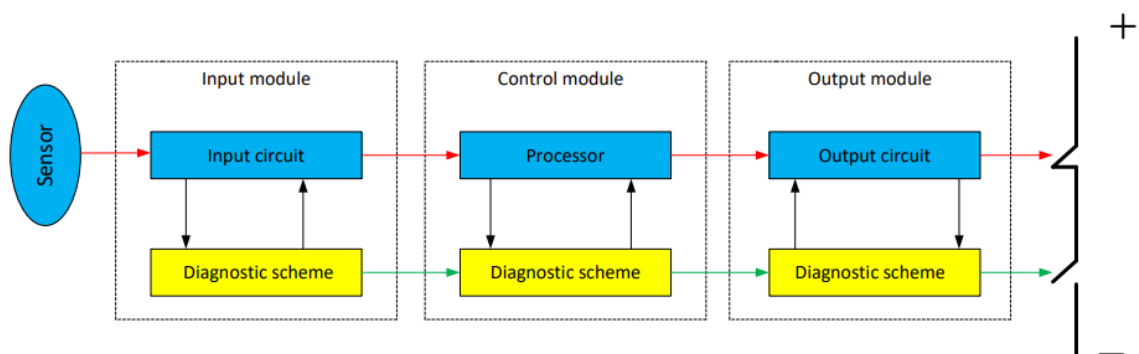 +
Input module
Control module
Output module
Sensor
Input circuit
Processor
Output circuit
Diagnostic scheme
Diagnostic scheme
Diagnostic scheme
—